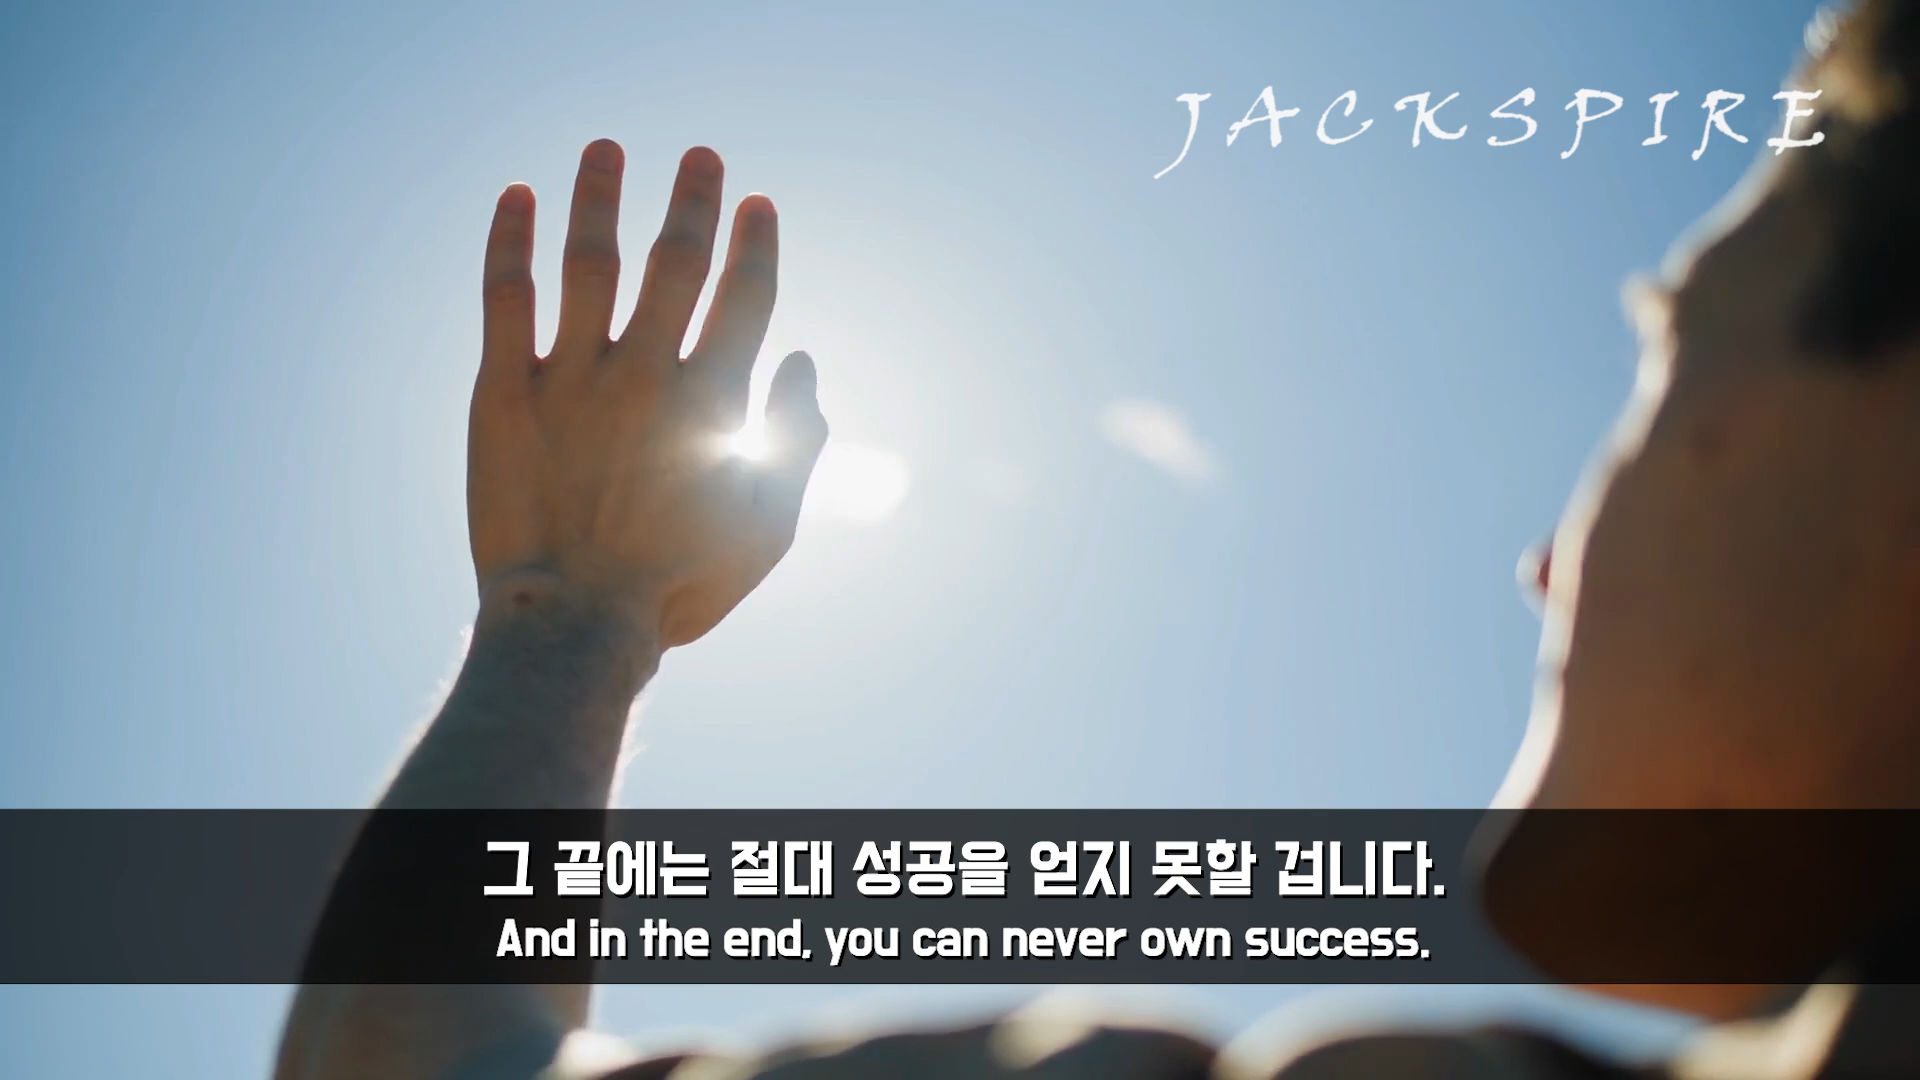 JACKSPIRE
그 끝에는 절대 성공을 얻지 못할 겁니다.
And in the end, you can never own success.